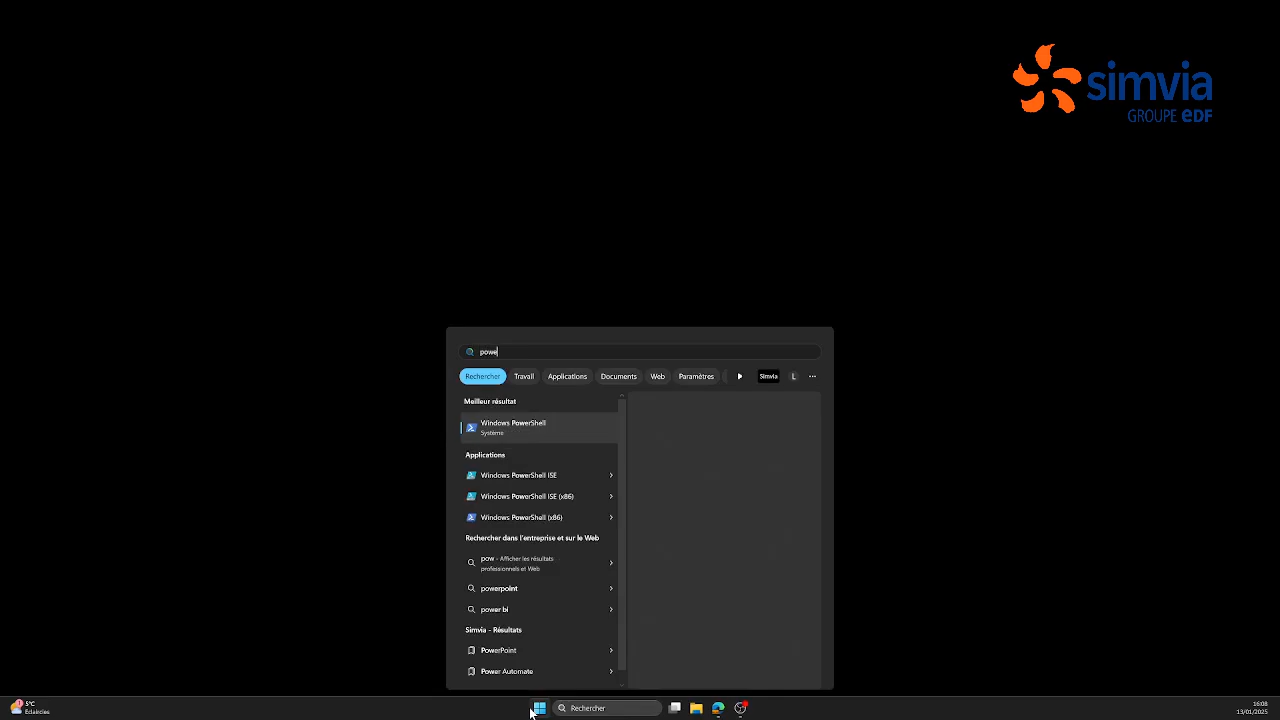 simvia
GROUPE eDF
powe
Rechercher
Travail
Applications
Documents
Web
Paramètres
Simvia
L
Meilleur résultat
Windows PowerShell
Système
Applications
Windows PowerShell ISE
Windows PowerShell ISE (x86)
Windows PowerShell (x86)
Rechercher dans l'entreprise et sur le Web
pow - Afficher les résultats
professionnels et Web
powerpoint
power bi
Simvia - Résultats
PowerPoint
Power Automate
1
5°C
Éclaircies
Rechercher
16:08
13/01/2025